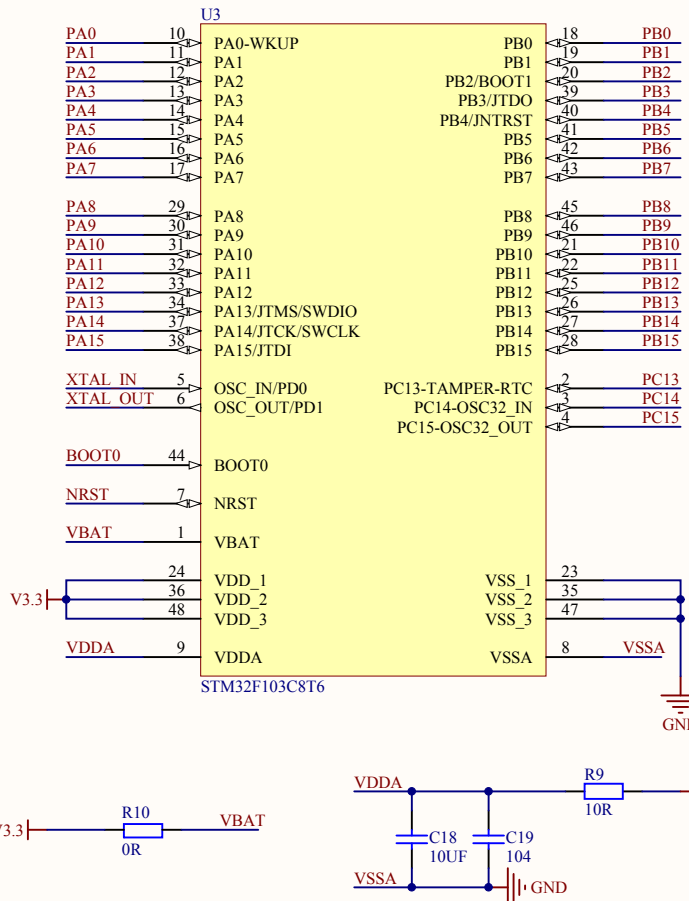 U3
PA0 10 PA0-WKUP PB0 18 PB0
PA1 11 PA1 PB1 19 PB1
PA2 12 PA2 PB2/BOOT1 20 PB2
PA3 13 PA3 PB3/JTDO 39 PB3
PA4 14 PA4 PB4/JNTRST 40 PB4
PA5 15 PA5 PB5 41 PB5
PA6 16 PA6 PB6 42 PB6
PA7 17 PA7 PB7 43 PB7
PA8 29 PA8 PB8 45 PB8
PA9 30 PA9 PB9 46 PB9
PA10 31 PA10 PB10 21 PB10
PA11 32 PA11 PB11 22 PB11
PA12 33 PA12 PB12 25 PB12
PA13 34 PA13/JTMS/SWDIO PB13 26 PB13
PA14 37 PA14/JTCK/SWCLK PB14 27 PB14
PA15 38 PA15/JTDI PB15 28 PB15
XTAL_IN 5 OSC_IN/PD0 PC13-TAMPER-RTC 2 PC13
XTAL_OUT 6 OSC_OUT/PD1 PC14-OSC32_IN 3 PC14
PC15-OSC32_OUT 4 PC15
BOOT0 44 BOOT0
NRST 7 NRST
VBAT 1 VBAT
24 VDD_1 VSS_1 23
V3.3 36 VDD_2 VSS_2 35
48 VDD_3 VSS_3 47
VDDA 9 VDDA VSSA 8 VSSA
STM32F103C8T6
GND
VDDA R9
10R
V3.3 R10 VBAT
0R
C18 C19
10UF 104
VSSA GND